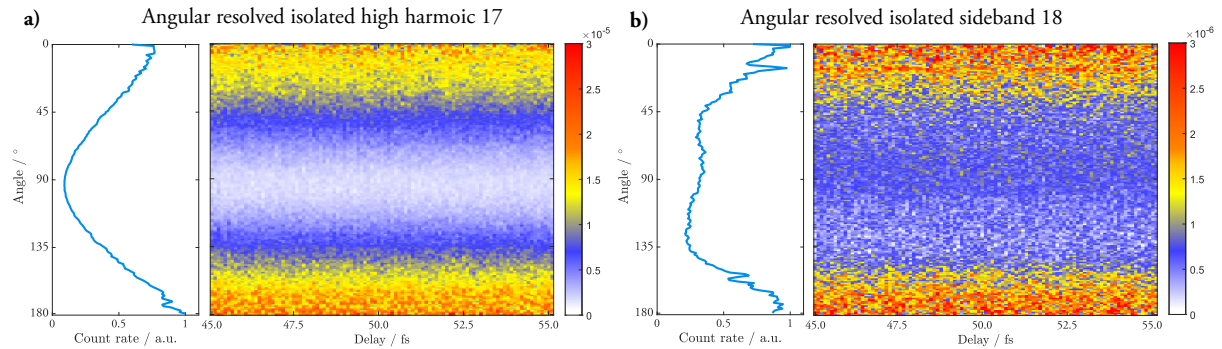 a) Angular resolved isolated high harmoic 17
0
45
90
135
180
Angle / °
0 0.5 1
Count rate / a.u.
45.0 47.5 50.0 52.5 55.0
Delay / fs
×10⁻⁵
3
2.5
2
1.5
1
0.5
0
b) Angular resolved isolated sideband 18
0
45
90
135
180
Angle / °
0 0.5 1
Count rate / a.u.
45.0 47.5 50.0 52.5 55.0
Delay / fs
×10⁻⁶
3
2.5
2
1.5
1
0.5
0